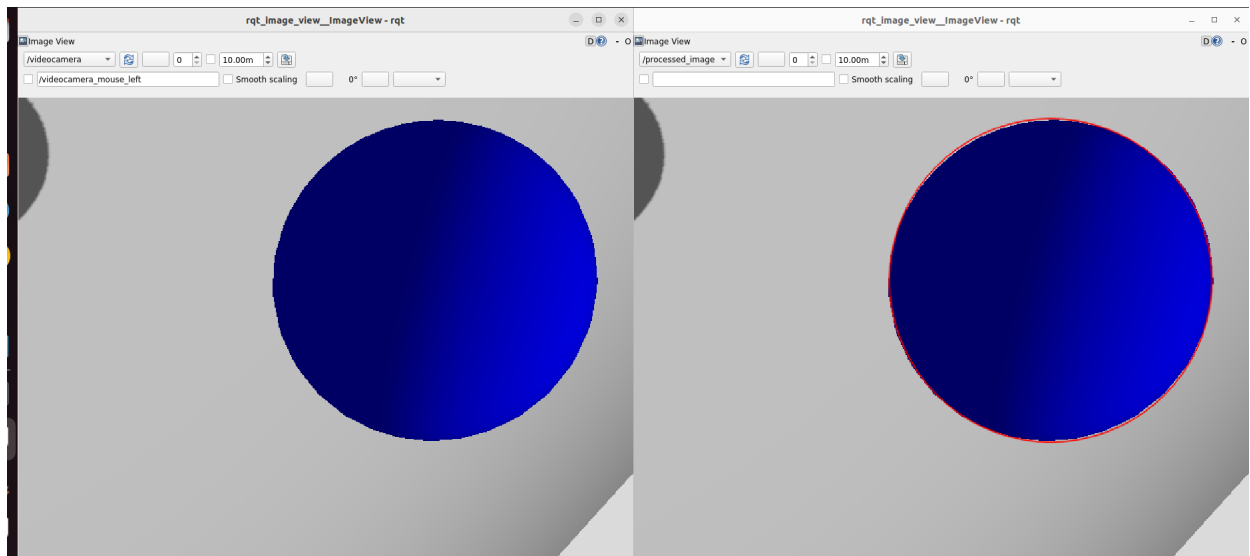 rqt_image_view__ImageView - rqt
Image View
D - O
/videocamera 0 10.00m
/videocamera_mouse_left Smooth scaling 0°
rqt_image_view__ImageView - rqt
Image View
D - O
/processed_image 0 10.00m
Smooth scaling 0°